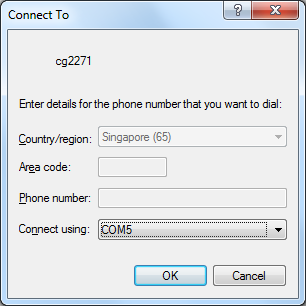 Connect To
cg2271
Enter details for the phone number that you want to dial:
Country/region: Singapore (65)
Area code:
Phone number:
Connect using: COM5
OK Cancel